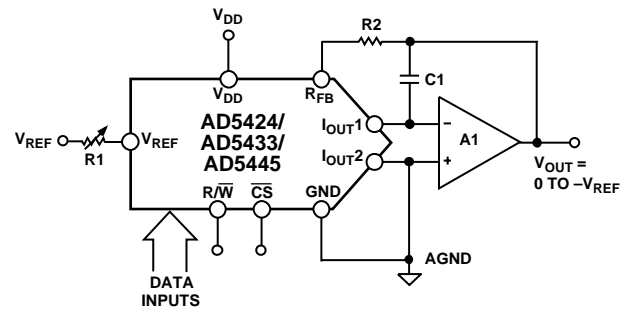 VDD
R2
C1
VDD
RFB
AD5424/
AD5433/
AD5445
IOUT1
IOUT2
VREF
R1
VREF
A1
VOUT =
0 TO –VREF
R/W̅
C̅S̅
GND
AGND
DATA
INPUTS